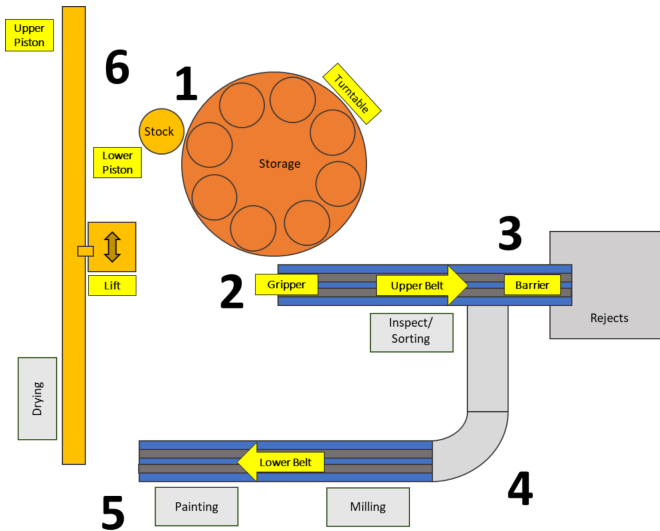 Upper
Piston
6
1
Turntable
Stock
Lower
Piston
Storage
3
Lift
2
Gripper
Upper Belt
Barrier
Rejects
Inspect/
Sorting
Drying
Lower Belt
4
5
Painting
Milling